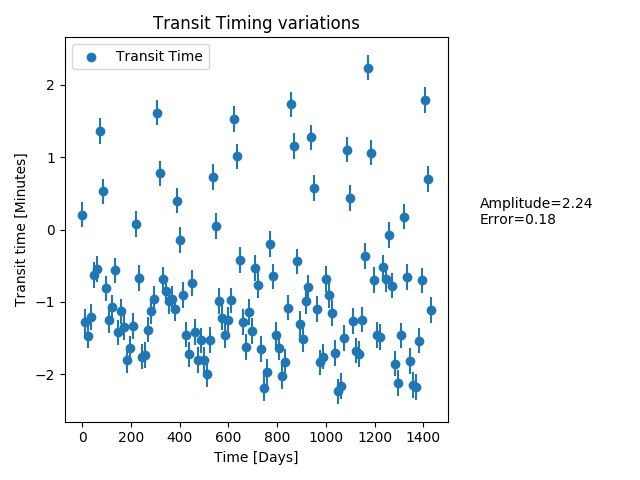 Transit Timing variations
Transit Time
Transit time [Minutes]
2
1
0
−1
−2
0 200 400 600 800 1000 1200 1400
Time [Days]
Amplitude=2.24
Error=0.18